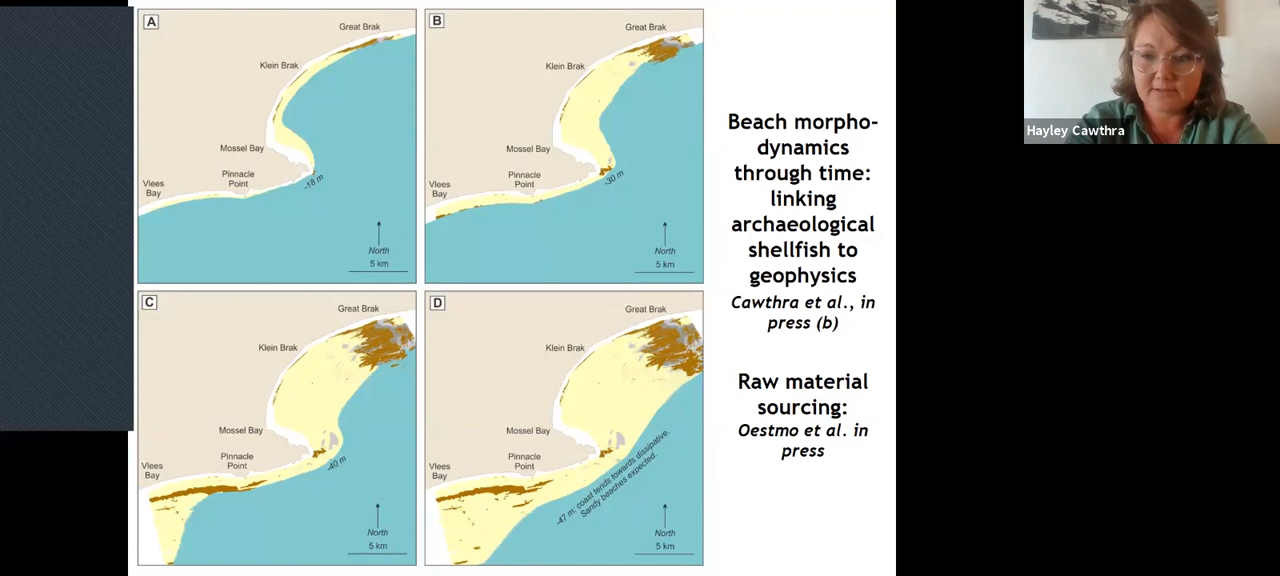 A
Great Brak
Klein Brak
Mossel Bay
Pinnacle
Point
Vlees
Bay
-18 m
North
5 km
B
Great Brak
Klein Brak
Mossel Bay
Pinnacle
Point
Vlees
Bay
-30 m
North
5 km
C
Great Brak
Klein Brak
Mossel Bay
Pinnacle
Point
Vlees
Bay
-40 m
North
5 km
D
Great Brak
Klein Brak
Mossel Bay
Pinnacle
Point
Vlees
Bay
-47 m; coast tends towards dissipative.
Sandy beaches expected.
North
5 km
Beach morpho-
dynamics
through time:
linking
archaeological
shellfish to
geophysics
Cawthra et al., in
press (b)
Raw material
sourcing:
Oestmo et al. in
press
Hayley Cawthra